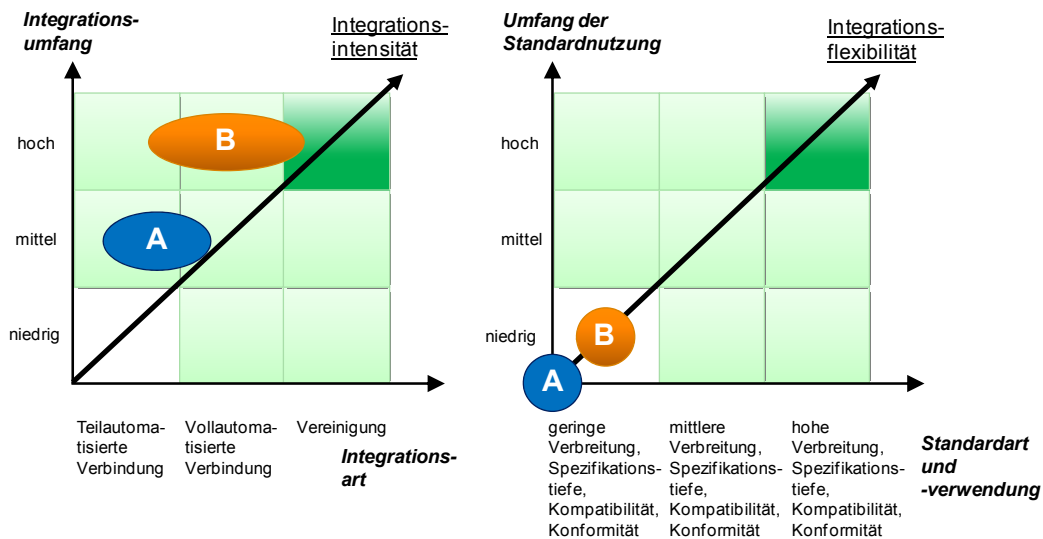 Integrations-
umfang
Integrations-
intensität
hoch
mittel
niedrig
B
A
Teilautoma-
tisierte
Verbindung
Vollautoma-
tisierte
Verbindung
Vereinigung
Integrations-
art
Umfang der
Standardnutzung
Integrations-
flexibilität
hoch
mittel
niedrig
B
A
geringe
Verbreitung,
Spezifikations-
tiefe,
Kompatibilität,
Konformität
mittlere
Verbreitung,
Spezifikations-
tiefe,
Kompatibilität,
Konformität
hohe
Verbreitung,
Spezifikations-
tiefe,
Kompatibilität,
Konformität
Standardart
und
-verwendung